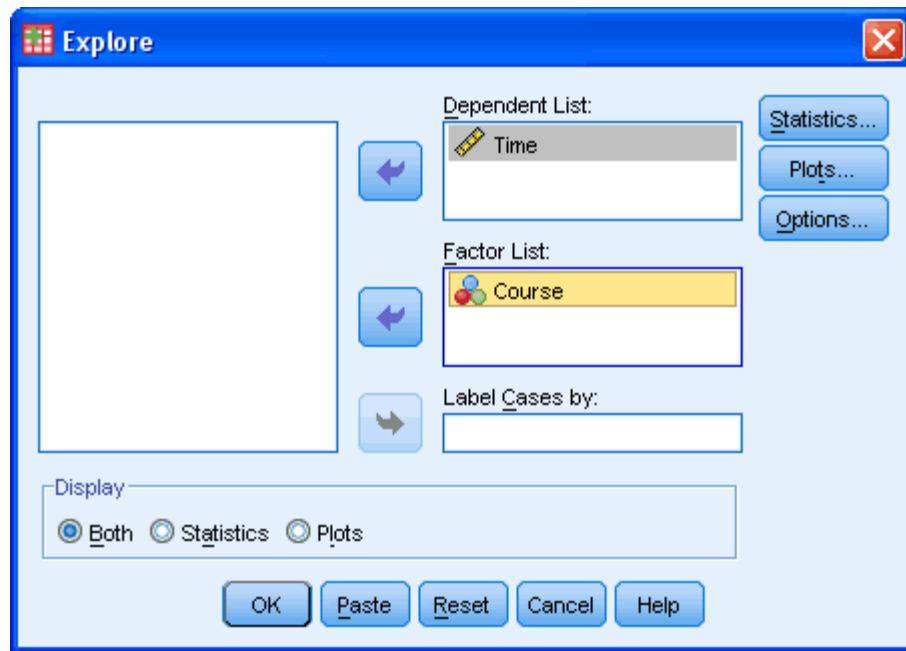 Explore
Dependent List:
Time
Statistics...
Plots...
Options...
Factor List:
Course
Label Cases by:
Display
Both Statistics Plots
OK Paste Reset Cancel Help